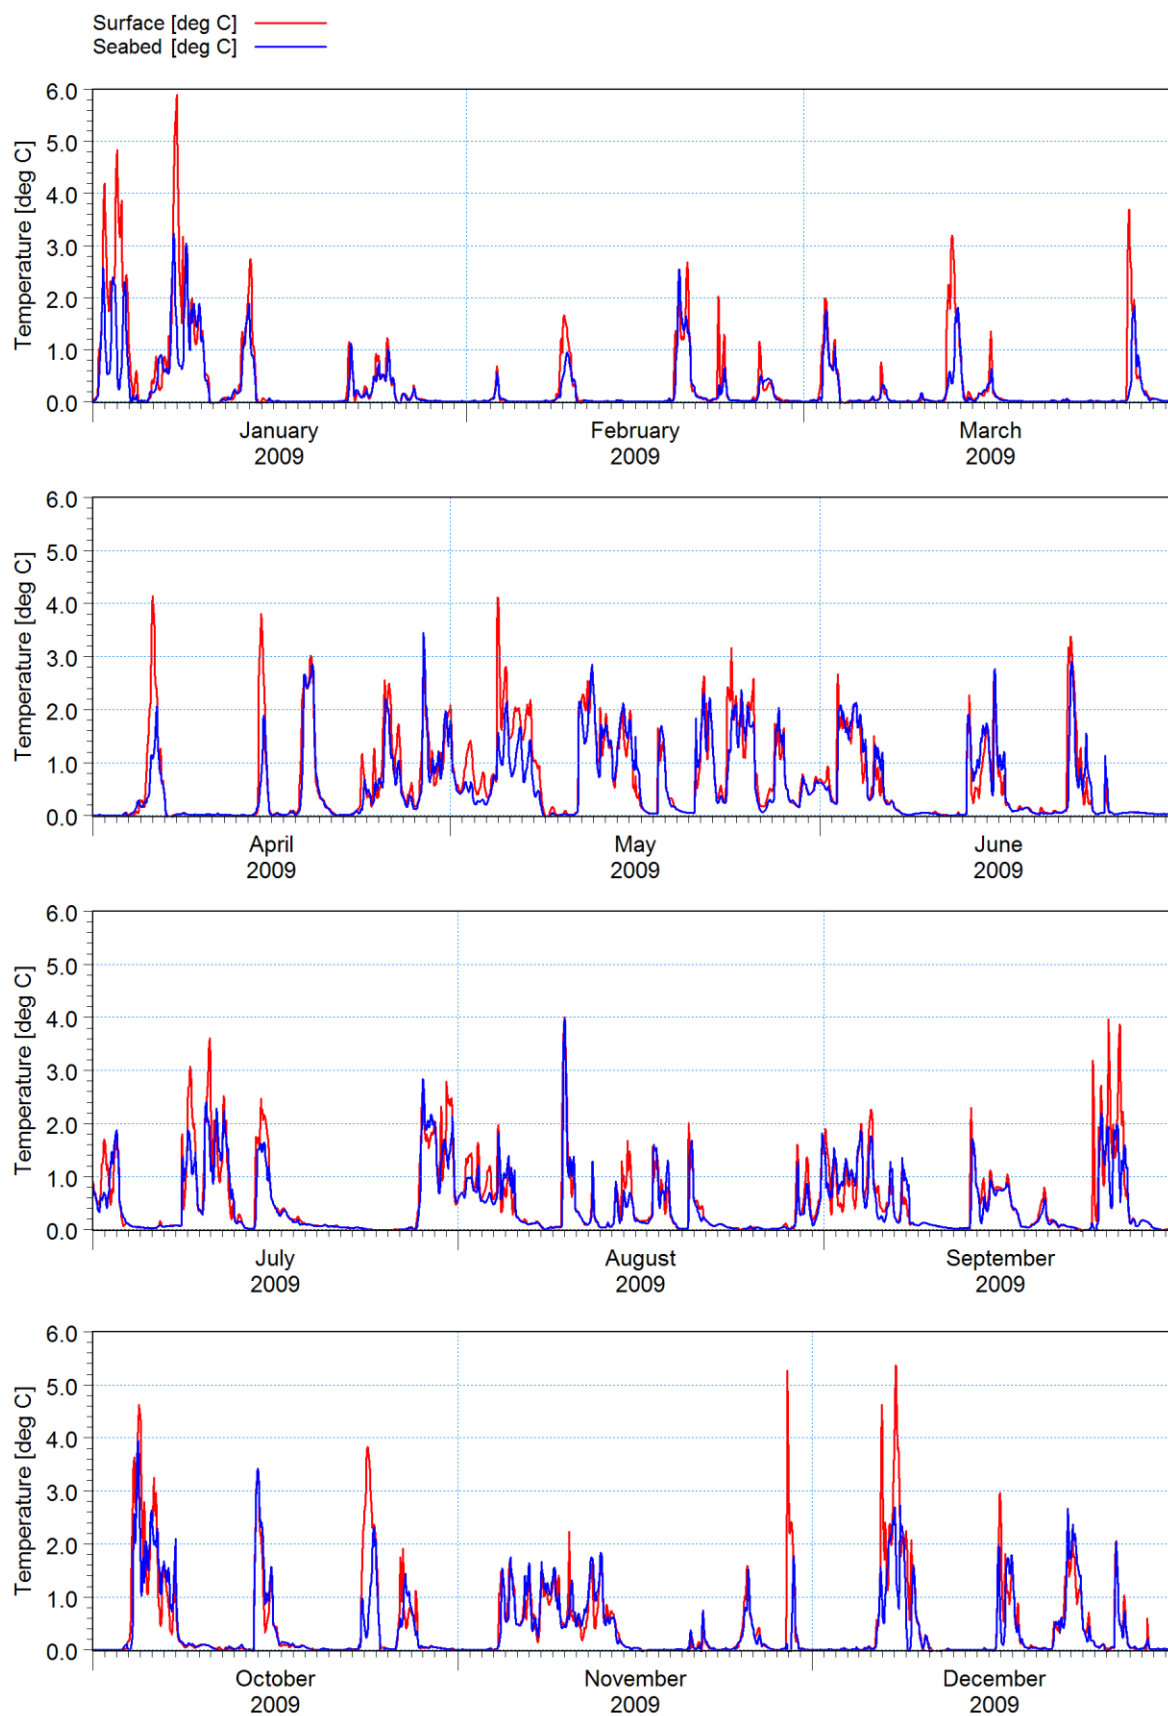 Surface [deg C]
Seabed [deg C]
Temperature [deg C]
6.0
5.0
4.0
3.0
2.0
1.0
0.0
January
2009
February
2009
March
2009
Temperature [deg C]
6.0
5.0
4.0
3.0
2.0
1.0
0.0
April
2009
May
2009
June
2009
Temperature [deg C]
6.0
5.0
4.0
3.0
2.0
1.0
0.0
July
2009
August
2009
September
2009
Temperature [deg C]
6.0
5.0
4.0
3.0
2.0
1.0
0.0
October
2009
November
2009
December
2009